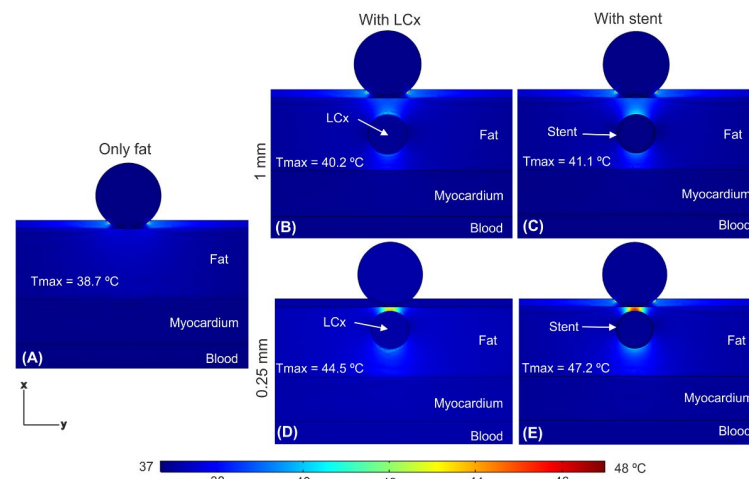 With LCx
With stent
Only fat
1 mm
0.25 mm
Fat
Tmax = 38.7 ºC
Myocardium
(A)
Blood
LCx
Fat
Tmax = 40.2 ºC
Myocardium
(B)
Blood
Stent
Fat
Tmax = 41.1 ºC
Myocardium
(C)
Blood
LCx
Fat
Tmax = 44.5 ºC
Myocardium
(D)
Blood
Stent
Fat
Tmax = 47.2 ºC
Myocardium
(E)
Blood
x
y
37
48 ºC